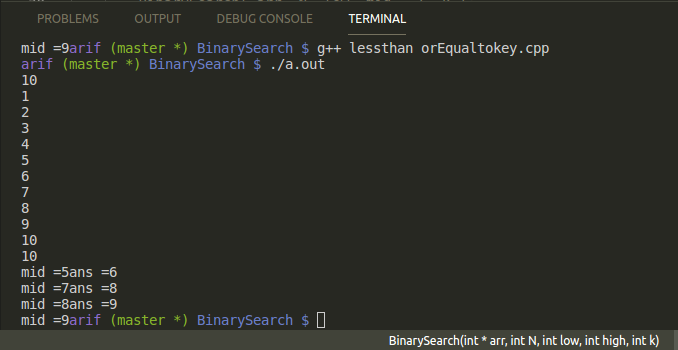 PROBLEMS OUTPUT DEBUG CONSOLE TERMINAL
mid =9arif (master *) BinarySearch $ g++ lessthan orEqualtokey.cpp
arif (master *) BinarySearch $ ./a.out
10
1
2
3
4
5
6
7
8
9
10
10
mid =5ans =6
mid =7ans =8
mid =8ans =9
mid =9arif (master *) BinarySearch $
BinarySearch(int * arr, int N, int low, int high, int k)